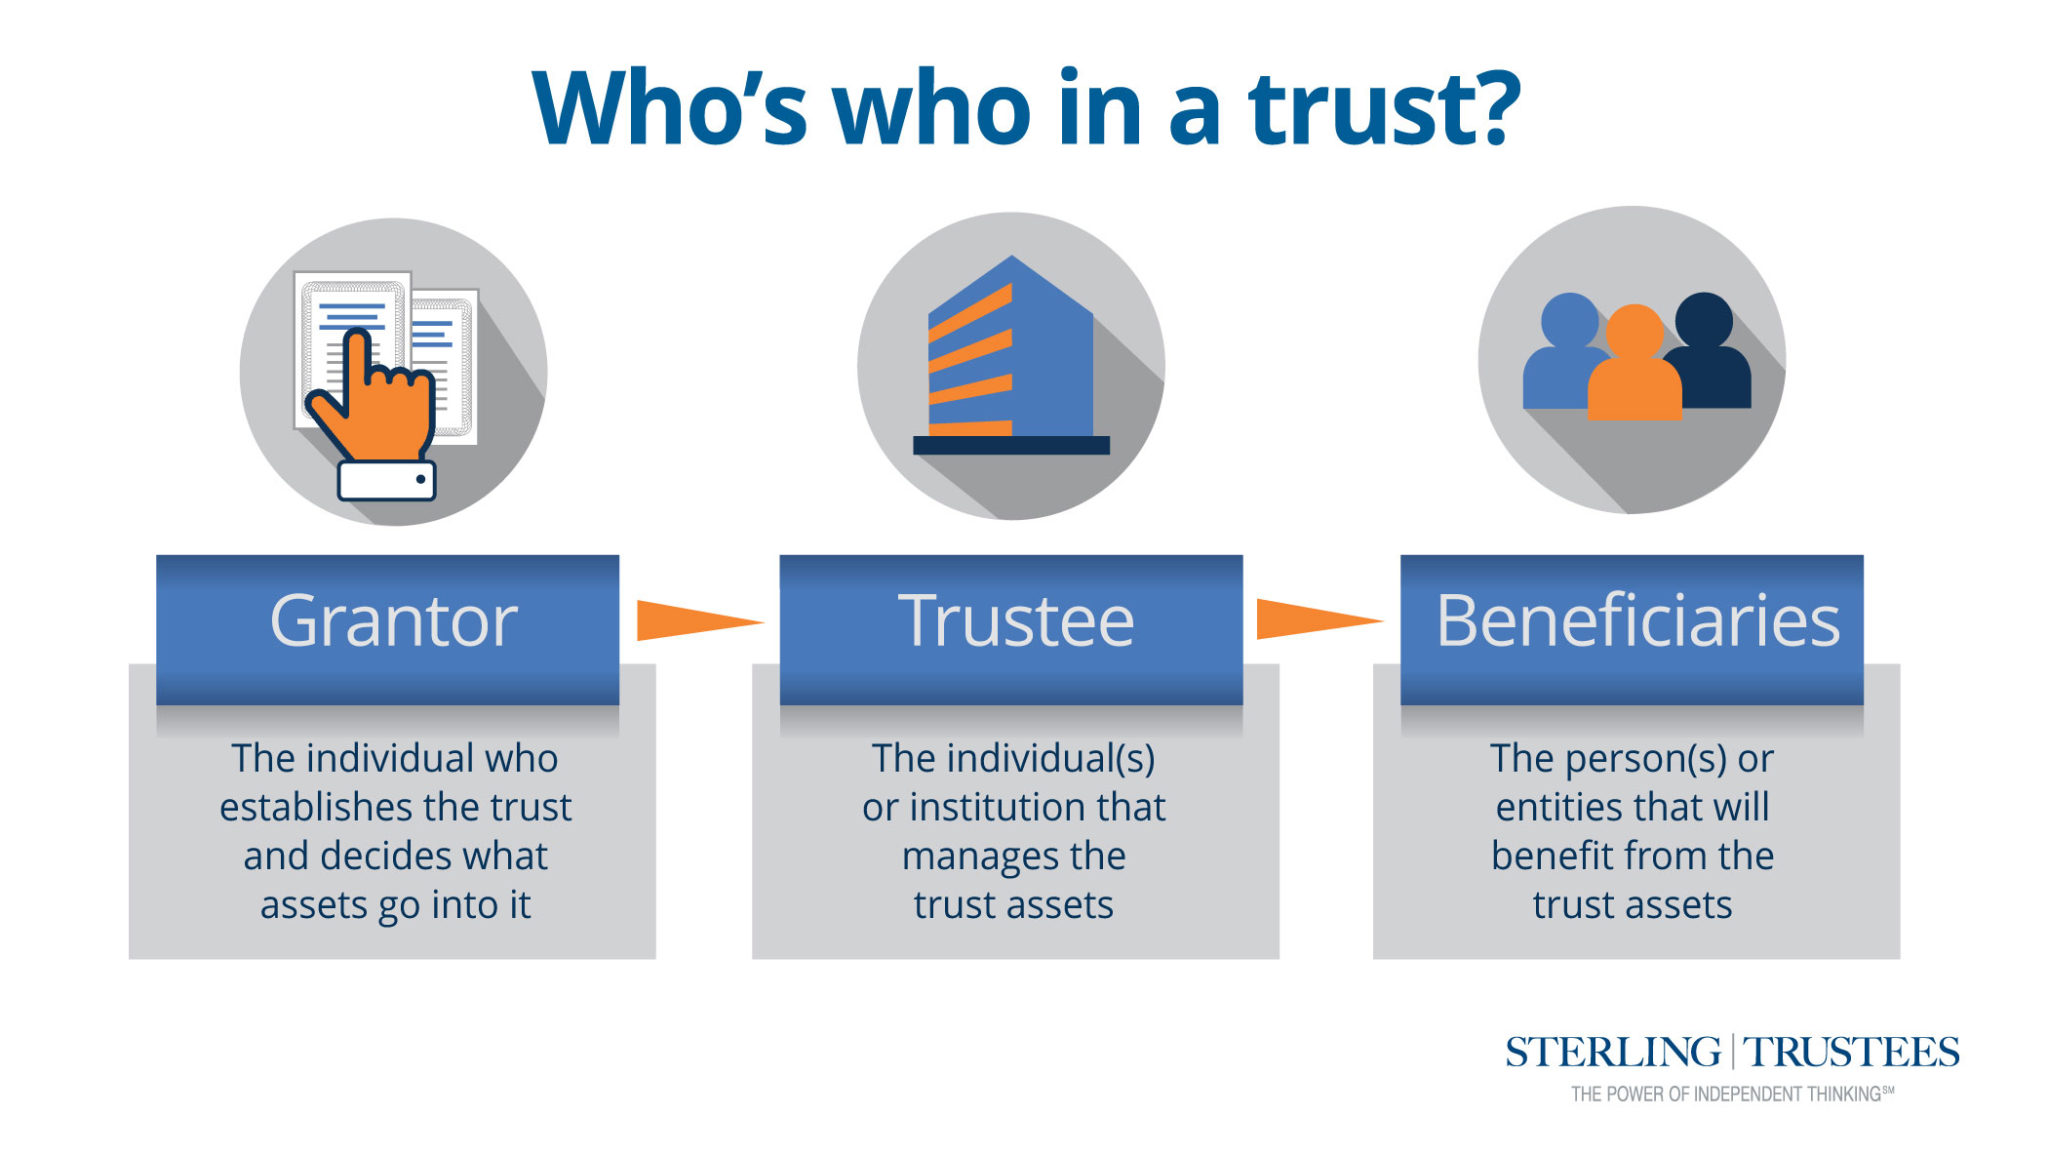 Who's who in a trust?
Grantor
The individual who
establishes the trust
and decides what
assets go into it
Trustee
The individual(s)
or institution that
manages the
trust assets
Beneficiaries
The person(s) or
entities that will
benefit from the
trust assets
STERLING | TRUSTEES
THE POWER OF INDEPENDENT THINKING℠